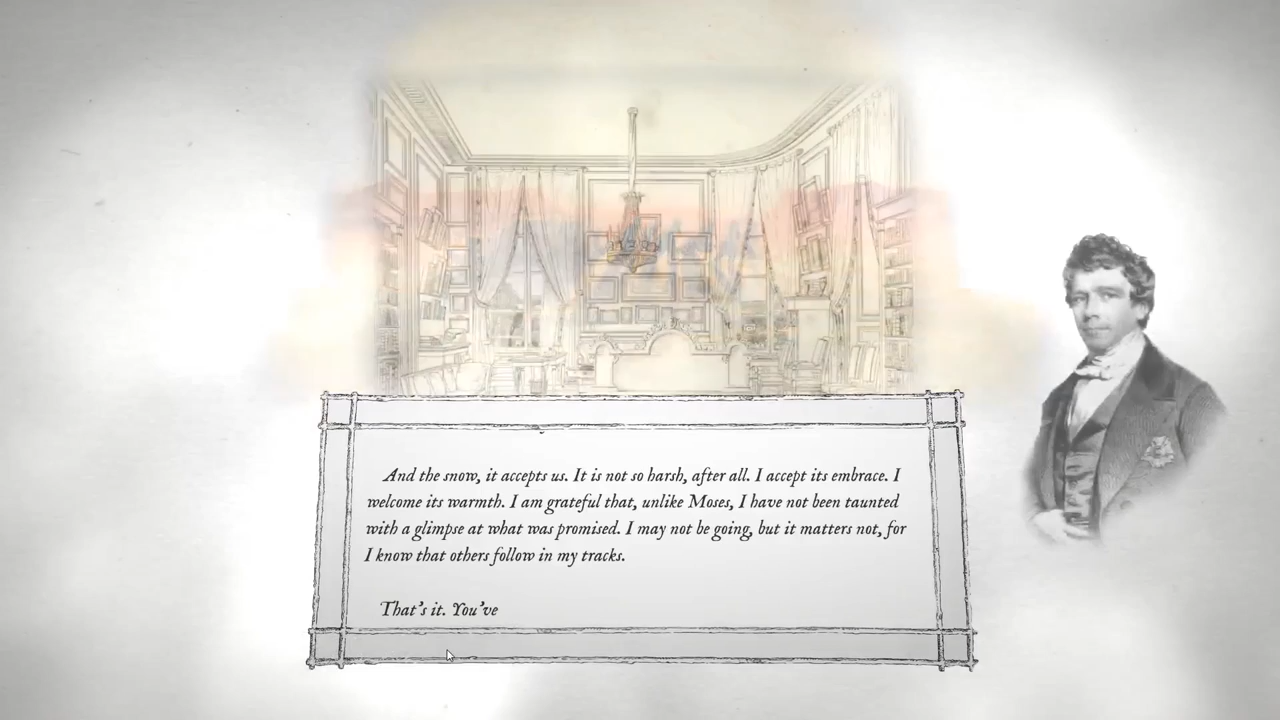 And the snow, it accepts us. It is not so harsh, after all. I accept its embrace. I
welcome its warmth. I am grateful that, unlike Moses, I have not been taunted
with a glimpse at what was promised. I may not be going, but it matters not, for
I know that others follow in my tracks.
That's it. You've